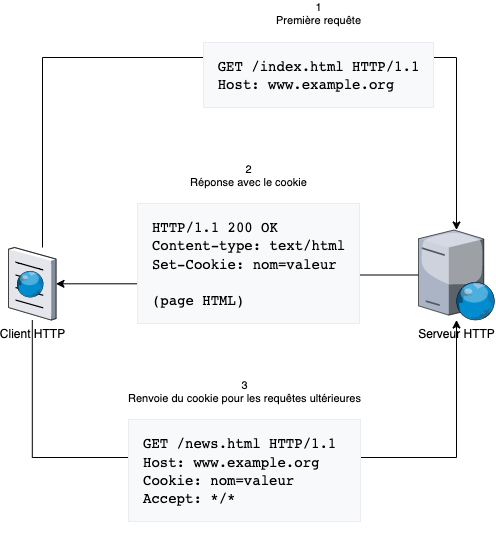 1
Première requête
GET /index.html HTTP/1.1
Host: www.example.org
2
Réponse avec le cookie
HTTP/1.1 200 OK
Content-type: text/html
Set-Cookie: nom=valeur
(page HTML)
Client HTTP
Serveur HTTP
3
Renvoie du cookie pour les requêtes ultérieures
GET /news.html HTTP/1.1
Host: www.example.org
Cookie: nom=valeur
Accept: */*